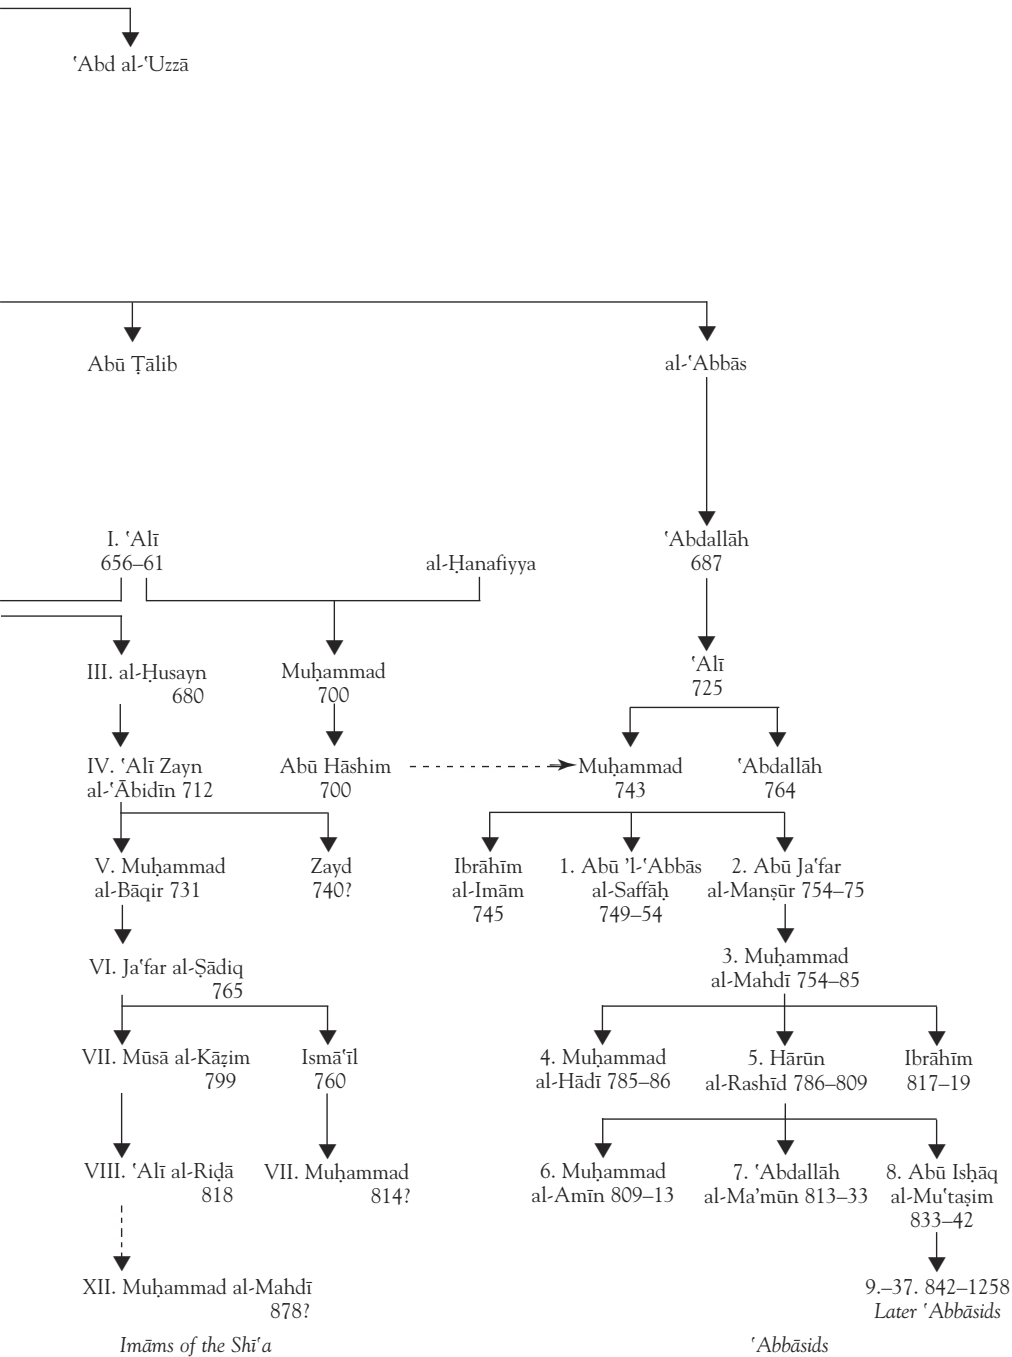 ʿAbd al-ʿUzzā
Abū Ṭālib
al-ʿAbbās
I. ʿAlī
656–61
al-Ḥanafiyya
ʿAbdallāh
687
III. al-Ḥusayn
680
Muḥammad
700
ʿAlī
725
IV. ʿAlī Zayn
al-ʿĀbidīn 712
Abū Hāshim
700
Muḥammad
743
ʿAbdallāh
764
V. Muḥammad
al-Bāqir 731
Zayd
740?
Ibrāhīm
al-Imām
745
1. Abū ’l-ʿAbbās
al-Saffāḥ
749–54
2. Abū Jaʿfar
al-Manṣūr 754–75
VI. Jaʿfar al-Ṣādiq
765
3. Muḥammad
al-Mahdī 754–85
VII. Mūsā al-Kāẓim
799
Ismāʿīl
760
4. Muḥammad
al-Hādī 785–86
5. Hārūn
al-Rashīd 786–809
Ibrāhīm
817–19
VIII. ʿAlī al-Riḍā
818
VII. Muḥammad
814?
6. Muḥammad
al-Amīn 809–13
7. ʿAbdallāh
al-Ma’mūn 813–33
8. Abū Isḥāq
al-Muʿtaṣim
833–42
XII. Muḥammad al-Mahdī
878?
9.–37. 842–1258
Later ʿAbbāsids
Imāms of the Shīʿa
ʿAbbāsids